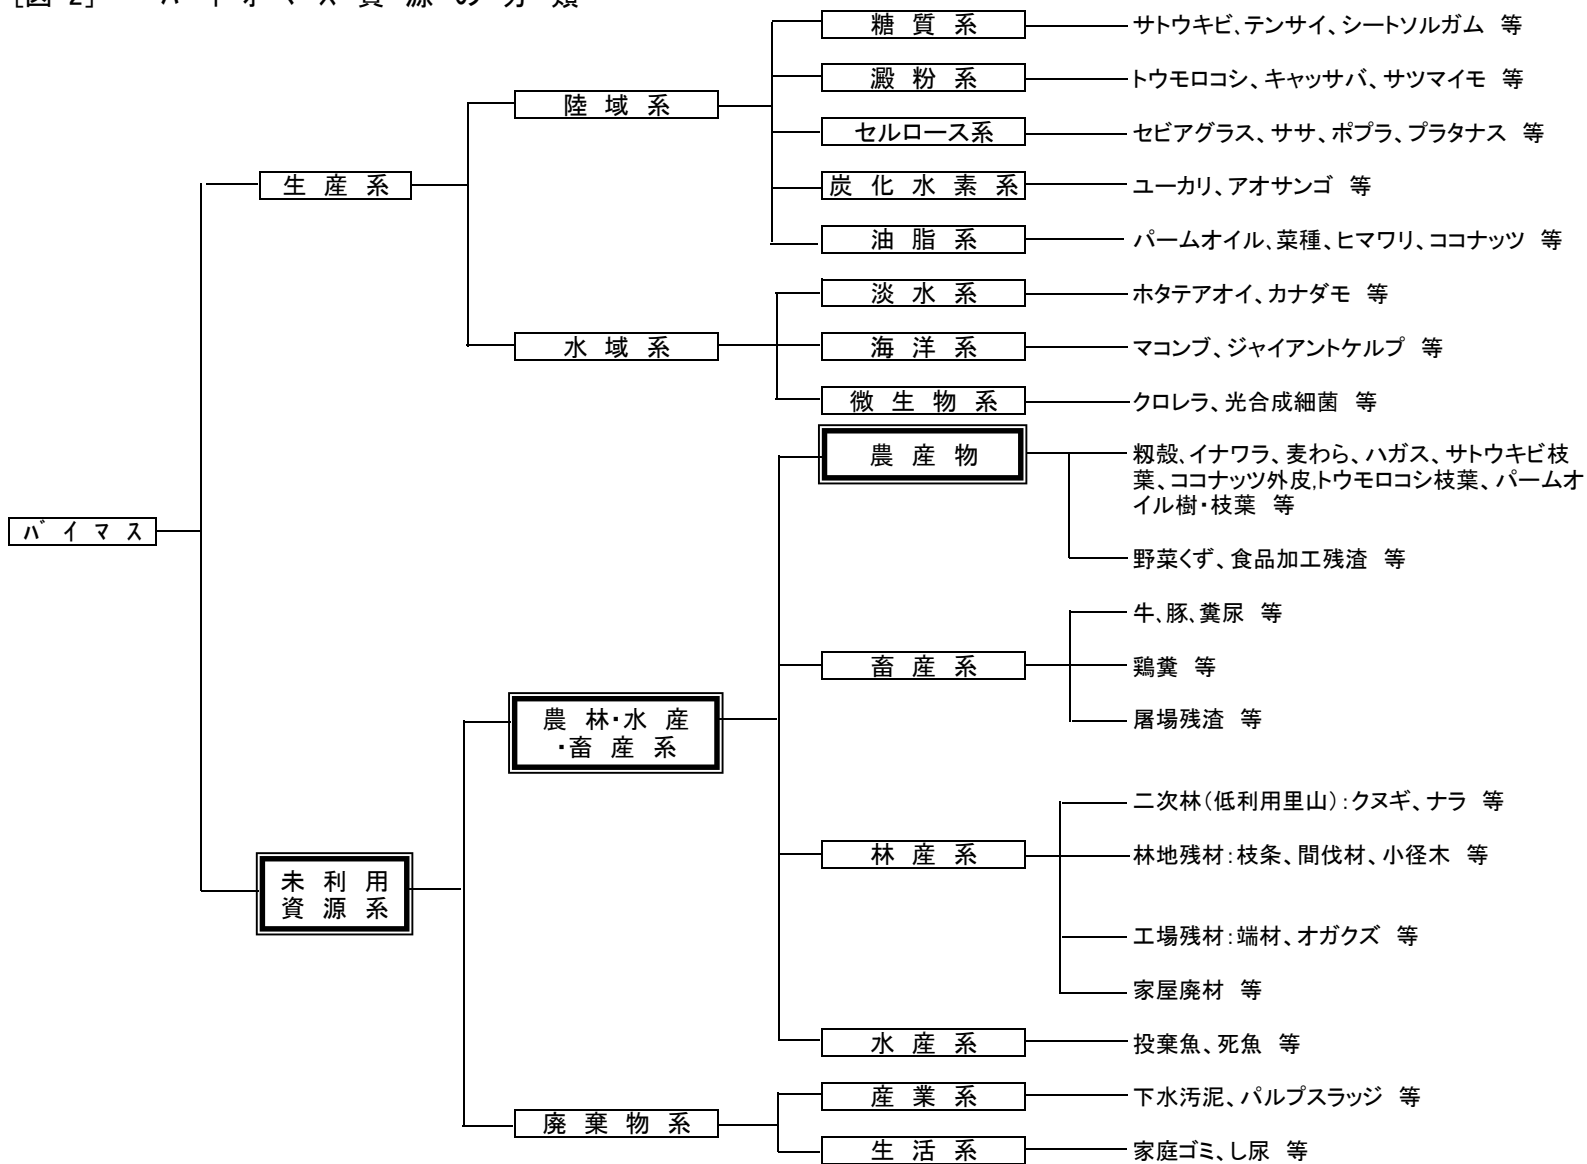 [図 2] バイオマス資源の分類
糖質系 サトウキビ、テンサイ、シートソルガム 等
澱粉系 トウモロコシ、キャッサバ、サツマイモ 等
陸域系
セルロース系 セビアグラス、ササ、ポプラ、プラタナス 等
生産系
炭化水素系 ユーカリ、アオサンゴ 等
油脂系 パームオイル、菜種、ヒマワリ、ココナッツ 等
淡水系 ホタテアオイ、カナダモ 等
水域系
海洋系 マコンブ、ジャイアントケルプ 等
微生物系 クロレラ、光合成細菌 等
農産物
籾殻、イナワラ、麦わら、ハガス、サトウキビ枝
葉、ココナッツ外皮,トウモロコシ枝葉、パームオ
イル樹・枝葉 等
バイマス
野菜くず、食品加工残渣 等
牛、豚、糞尿 等
畜産系 鶏糞 等
屠場残渣 等
農林・水産
・畜産系
二次林(低利用里山):クヌギ、ナラ 等
林産系 林地残材:枝条、間伐材、小径木 等
未利用
資源系
工場残材:端材、オガクズ 等
家屋廃材 等
水産系 投棄魚、死魚 等
産業系 下水汚泥、パルプスラッジ 等
廃棄物系
生活系 家庭ゴミ、し尿 等